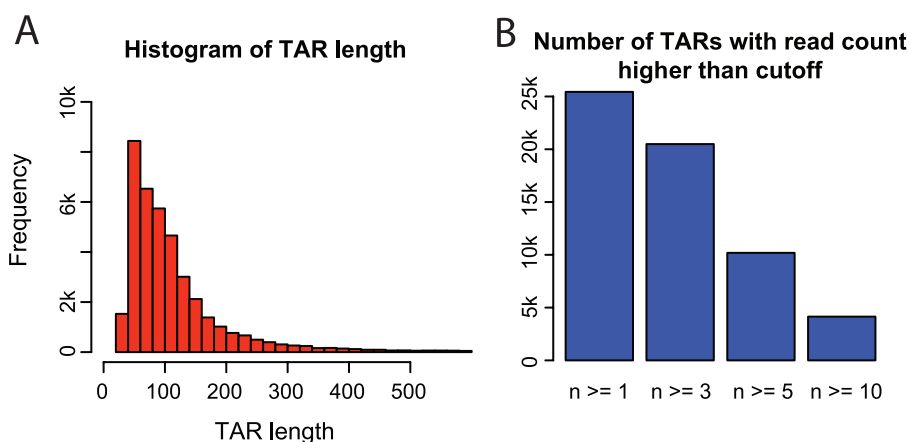 A
Histogram of TAR length
Frequency
10k
6k
2k
0
0 100 200 300 400 500
TAR length
B
Number of TARs with read count
higher than cutoff
25k
20k
15k
10k
5k
0
n >= 1 n >= 3 n >= 5 n >= 10